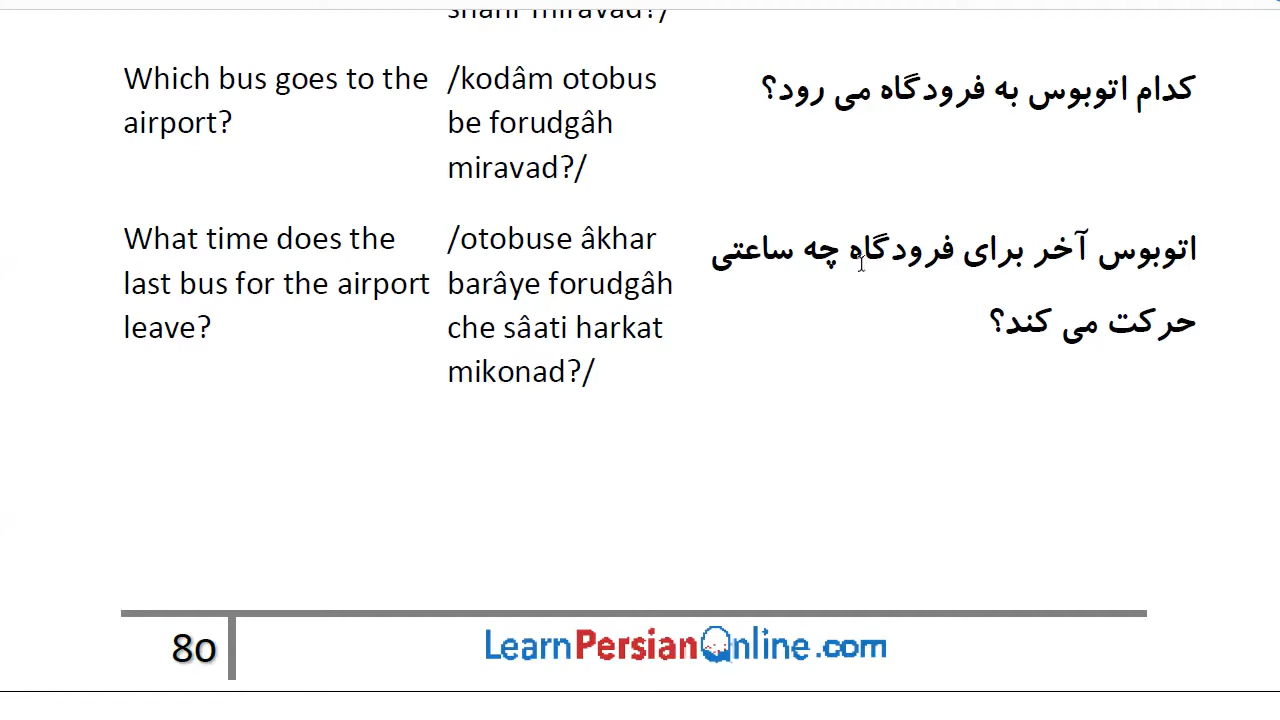 shahr miravad?/
Which bus goes to the
airport?
/kodâm otobus
be forudgâh
miravad?/
کدام اتوبوس به فرودگاه می رود؟
What time does the
last bus for the airport
leave?
/otobuse âkhar
barâye forudgâh
che sâati harkat
mikonad?/
اتوبوس آخر برای فرودگاه چه ساعتی
حرکت می کند؟
80
LearnPersianOnline.com